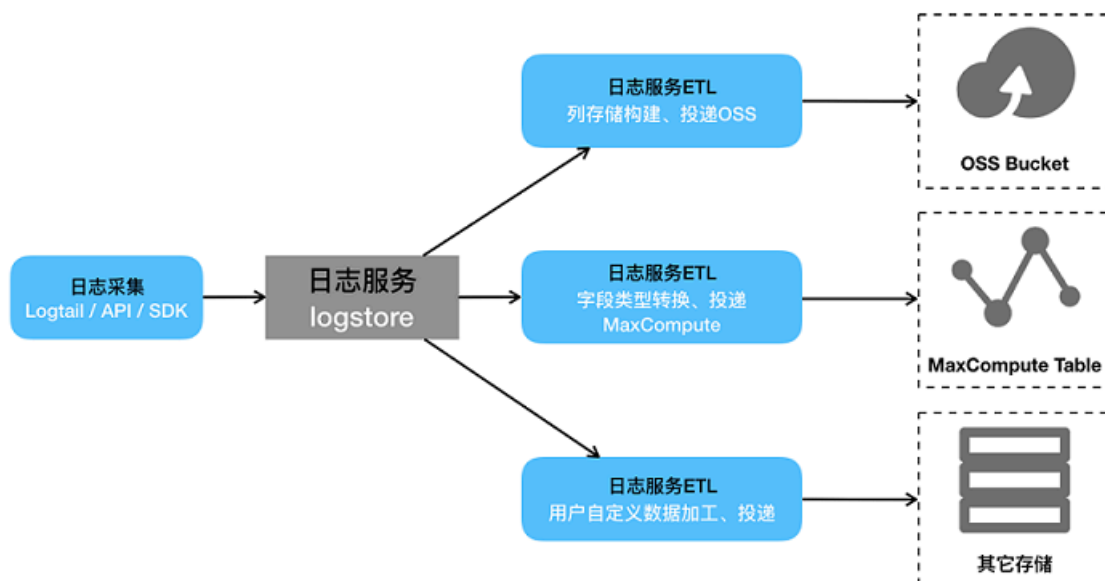 日志服务ETL
列存储构建、投递OSS
OSS Bucket
日志采集
Logtail / API / SDK
日志服务
logstore
日志服务ETL
字段类型转换、投递
MaxCompute
MaxCompute Table
日志服务ETL
用户自定义数据加工、投递
其它存储